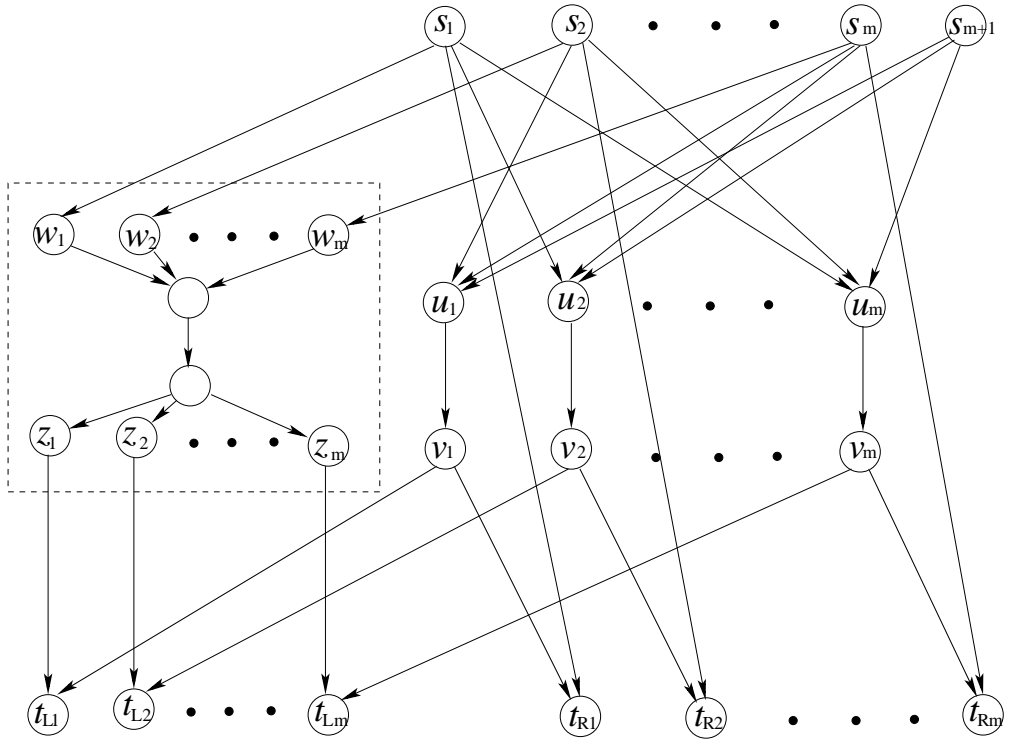 s1 s2 sm sm+1
w1 w2 wm
u1 u2 um
z1 z2 zm
v1 v2 vm
tL1 tL2 tLm tR1 tR2 tRm